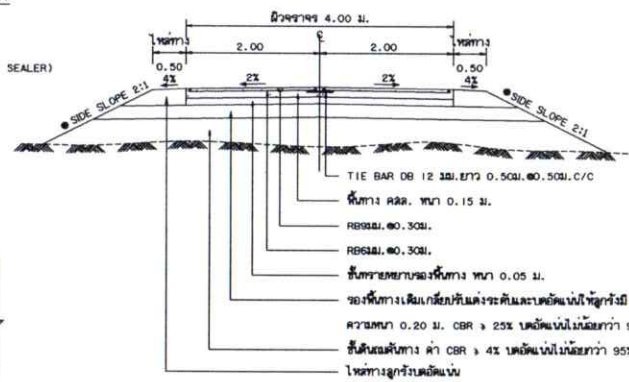 ผิวจราจร 4.00 ม.
ไหล่ทาง
ไหล่ทาง
2.00
2.00
0.50
0.50
SEALER)
4%
2%
2%
4%
SIDE SLOPE 2:1
SIDE SLOPE 2:1
TIE BAR DB 12 มม.ยาว 0.50ม.@0.50ม.C/C
พื้นทาง คสล. หนา 0.15 ม.
RB9มม.@0.30ม.
RB6มม.@0.30ม.
ชั้นทรายหยาบรองพื้นทาง หนา 0.05 ม.
รองพื้นทางเดิมเกลี่ยปรับแต่งระดับและบดอัดแน่นให้ลูกรังมี
ความหนา 0.20 ม. CBR ≥ 25% บดอัดแน่นไม่น้อยกว่า 9
ชั้นดินถมคันทาง ค่า CBR ≥ 4% บดอัดแน่นไม่น้อยกว่า 95%
ไหล่ทางลูกรังบดอัดแน่น